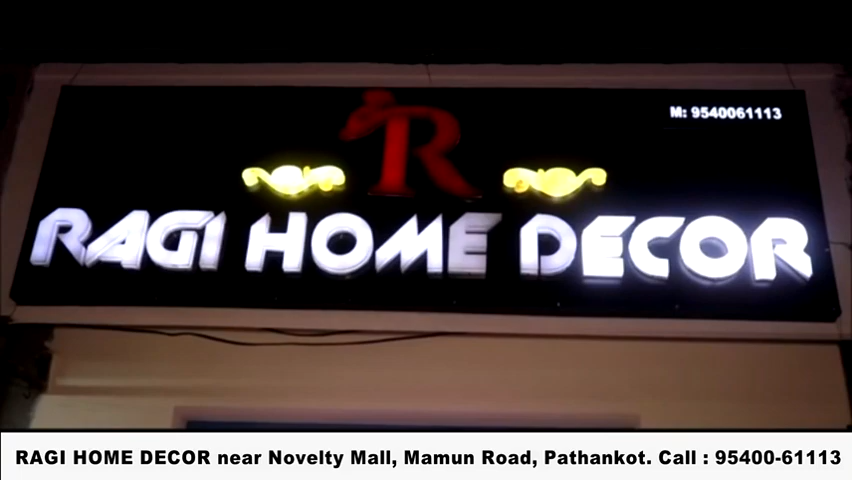 R
M: 9540061113
RAGI HOME DECOR
RAGI HOME DECOR near Novelty Mall, Mamun Road, Pathankot. Call : 95400-61113